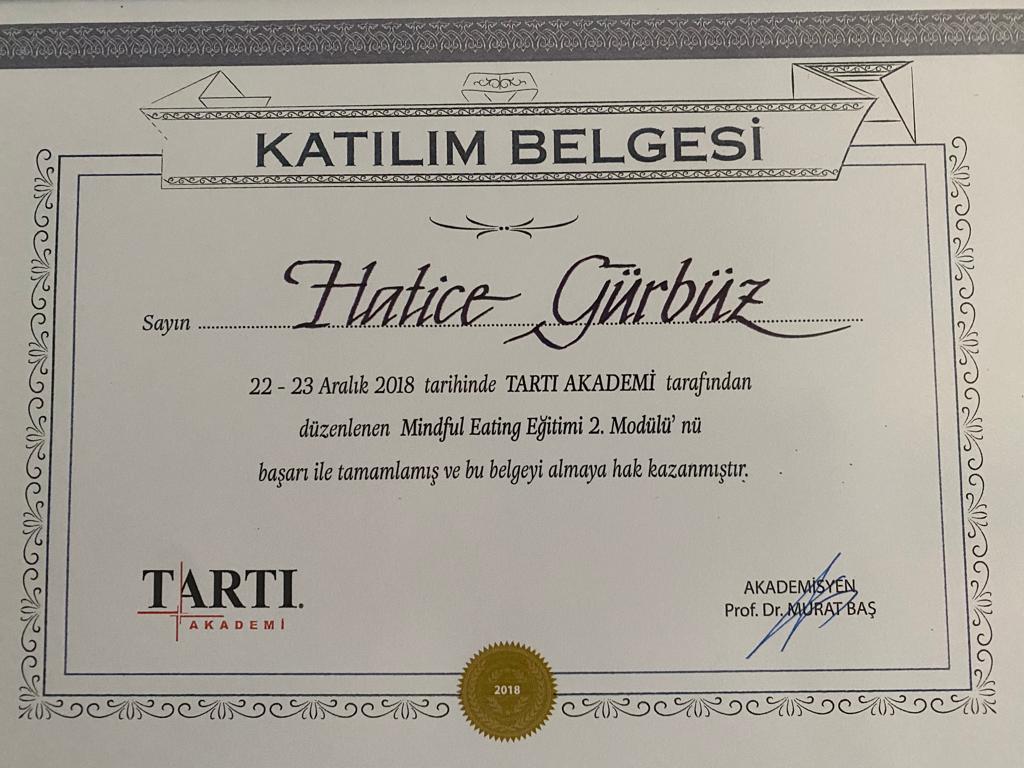 KATILIM BELGESİ
Sayın Hatice Gürbüz
22 - 23 Aralık 2018 tarihinde TARTI AKADEMİ tarafından
düzenlenen Mindful Eating Eğitimi 2. Modülü' nü
başarı ile tamamlamış ve bu belgeyi almaya hak kazanmıştır.
TARTI.
AKADEMİ
AKADEMİSYEN
Prof. Dr. MURAT BAŞ
2018